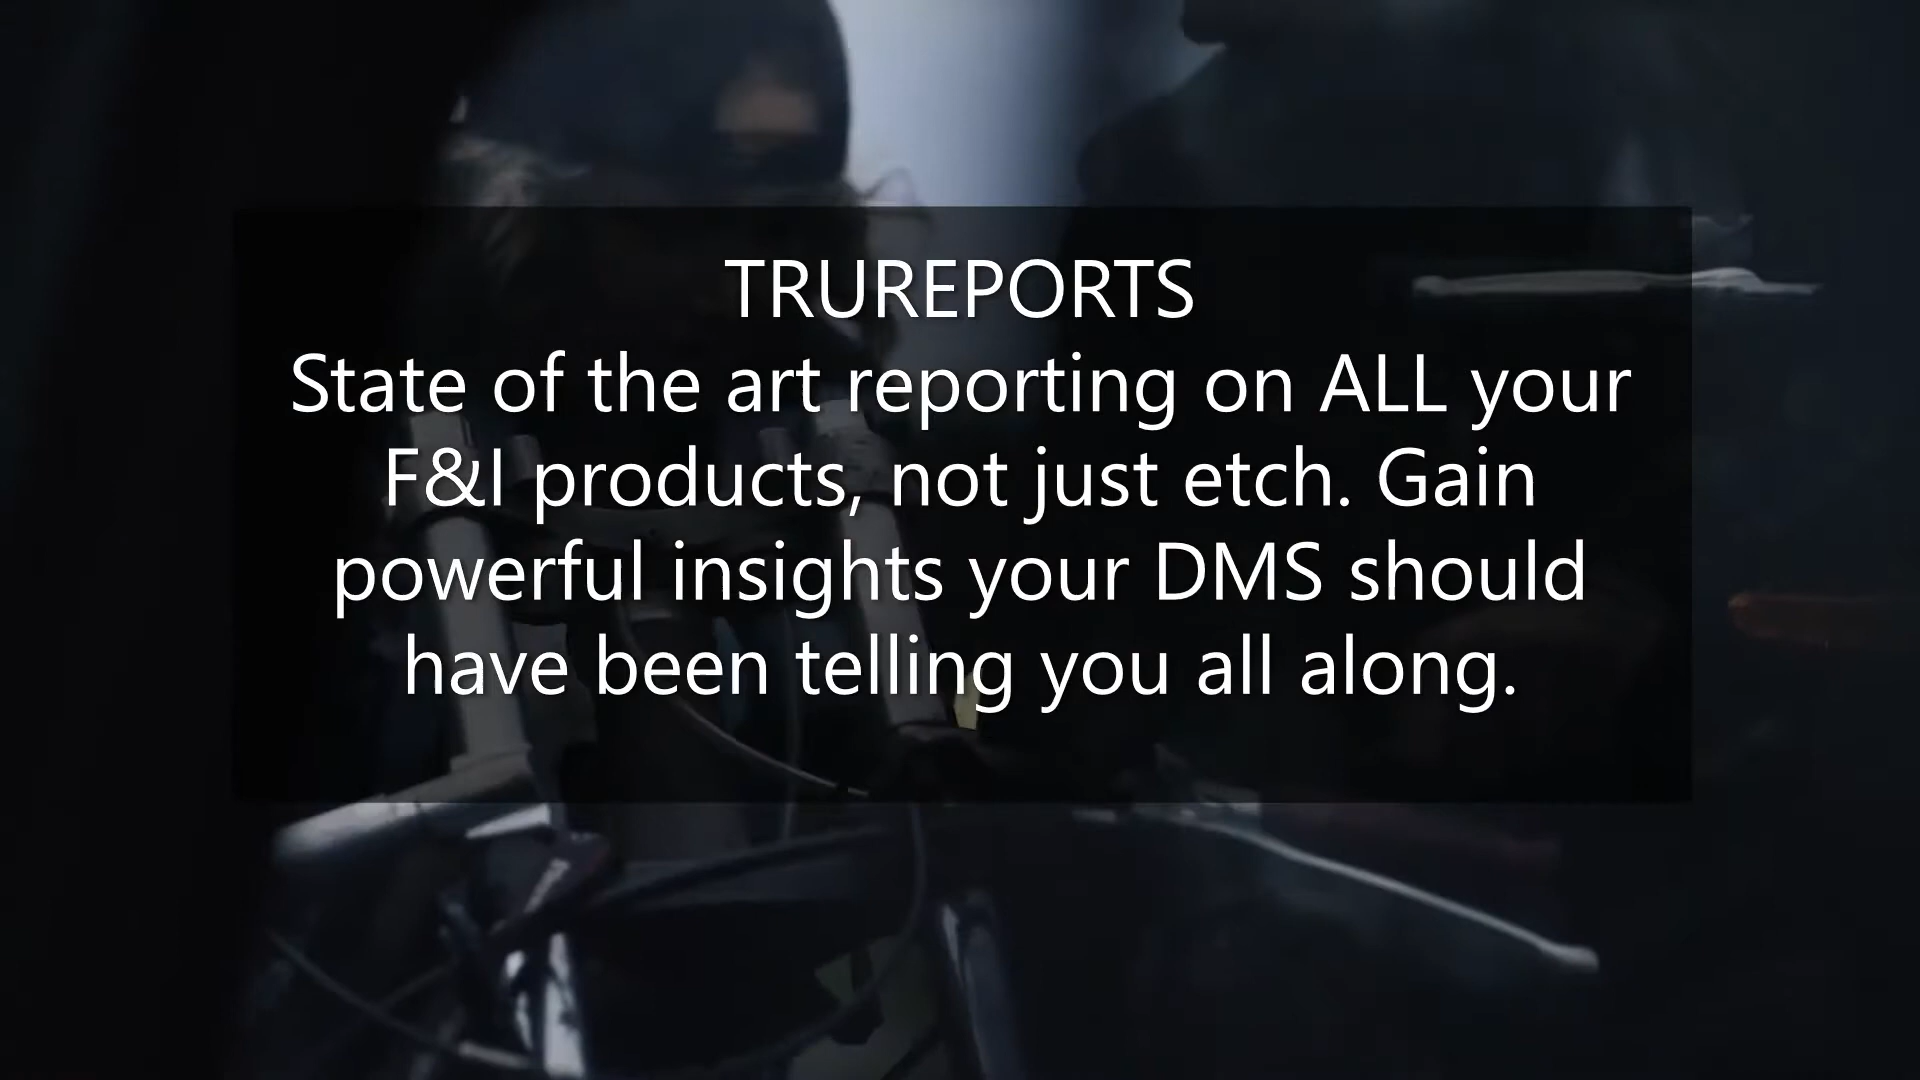 TRUREPORTS
State of the art reporting on ALL your
F&I products, not just etch. Gain
powerful insights your DMS should
have been telling you all along.